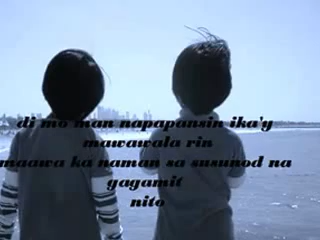 di mo man napapansin ika'y
mawawala rin
maawa ka naman sa susunod na
gagamit
nito